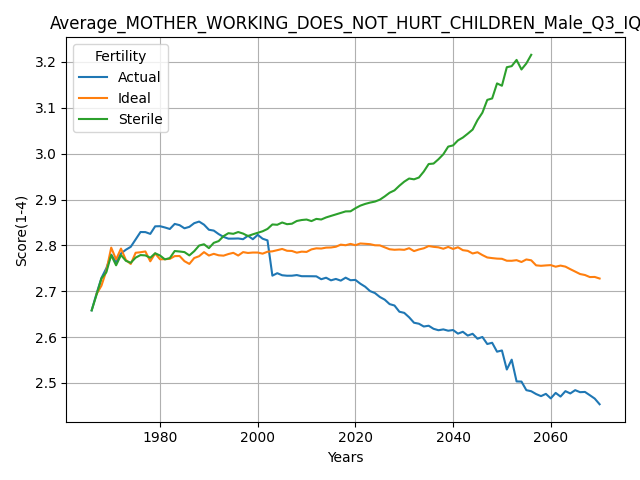 Average_MOTHER_WORKING_DOES_NOT_HURT_CHILDREN_Male_Q3_IQ
Fertility
Actual
Ideal
Sterile
Score(1-4)
3.2
3.1
3.0
2.9
2.8
2.7
2.6
2.5
1980 2000 2020 2040 2060
Years